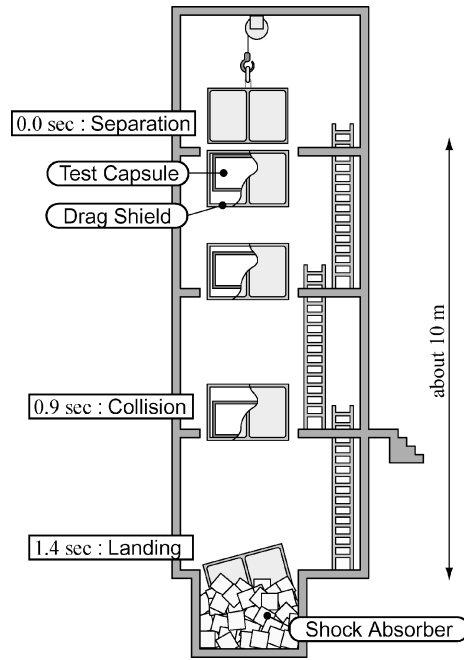 0.0 sec : Separation
Test Capsule
Drag Shield
about 10 m
0.9 sec : Collision
1.4 sec : Landing
Shock Absorber